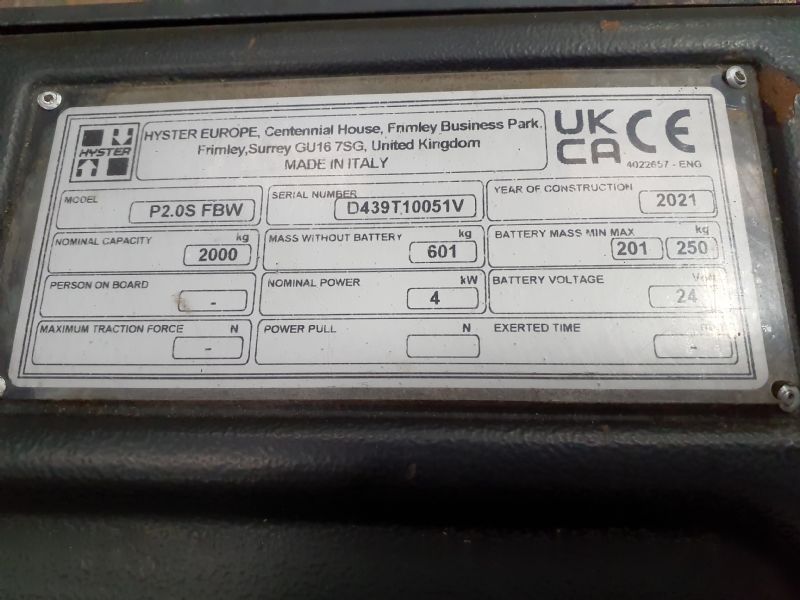 HYSTER
HYSTER EUROPE, Centennial House, Frimley Business Park,
Frimley, Surrey GU16 7SG, United Kingdom
MADE IN ITALY
UK
CA CE
4022657 - ENG
MODEL P2.0S FBW
SERIAL NUMBER D439T10051V
YEAR OF CONSTRUCTION 2021
NOMINAL CAPACITY kg 2000
MASS WITHOUT BATTERY kg 601
BATTERY MASS MIN MAX kg 201 250
PERSON ON BOARD -
NOMINAL POWER kW 4
BATTERY VOLTAGE 24
MAXIMUM TRACTION FORCE N -
POWER PULL N
EXERTED TIME -